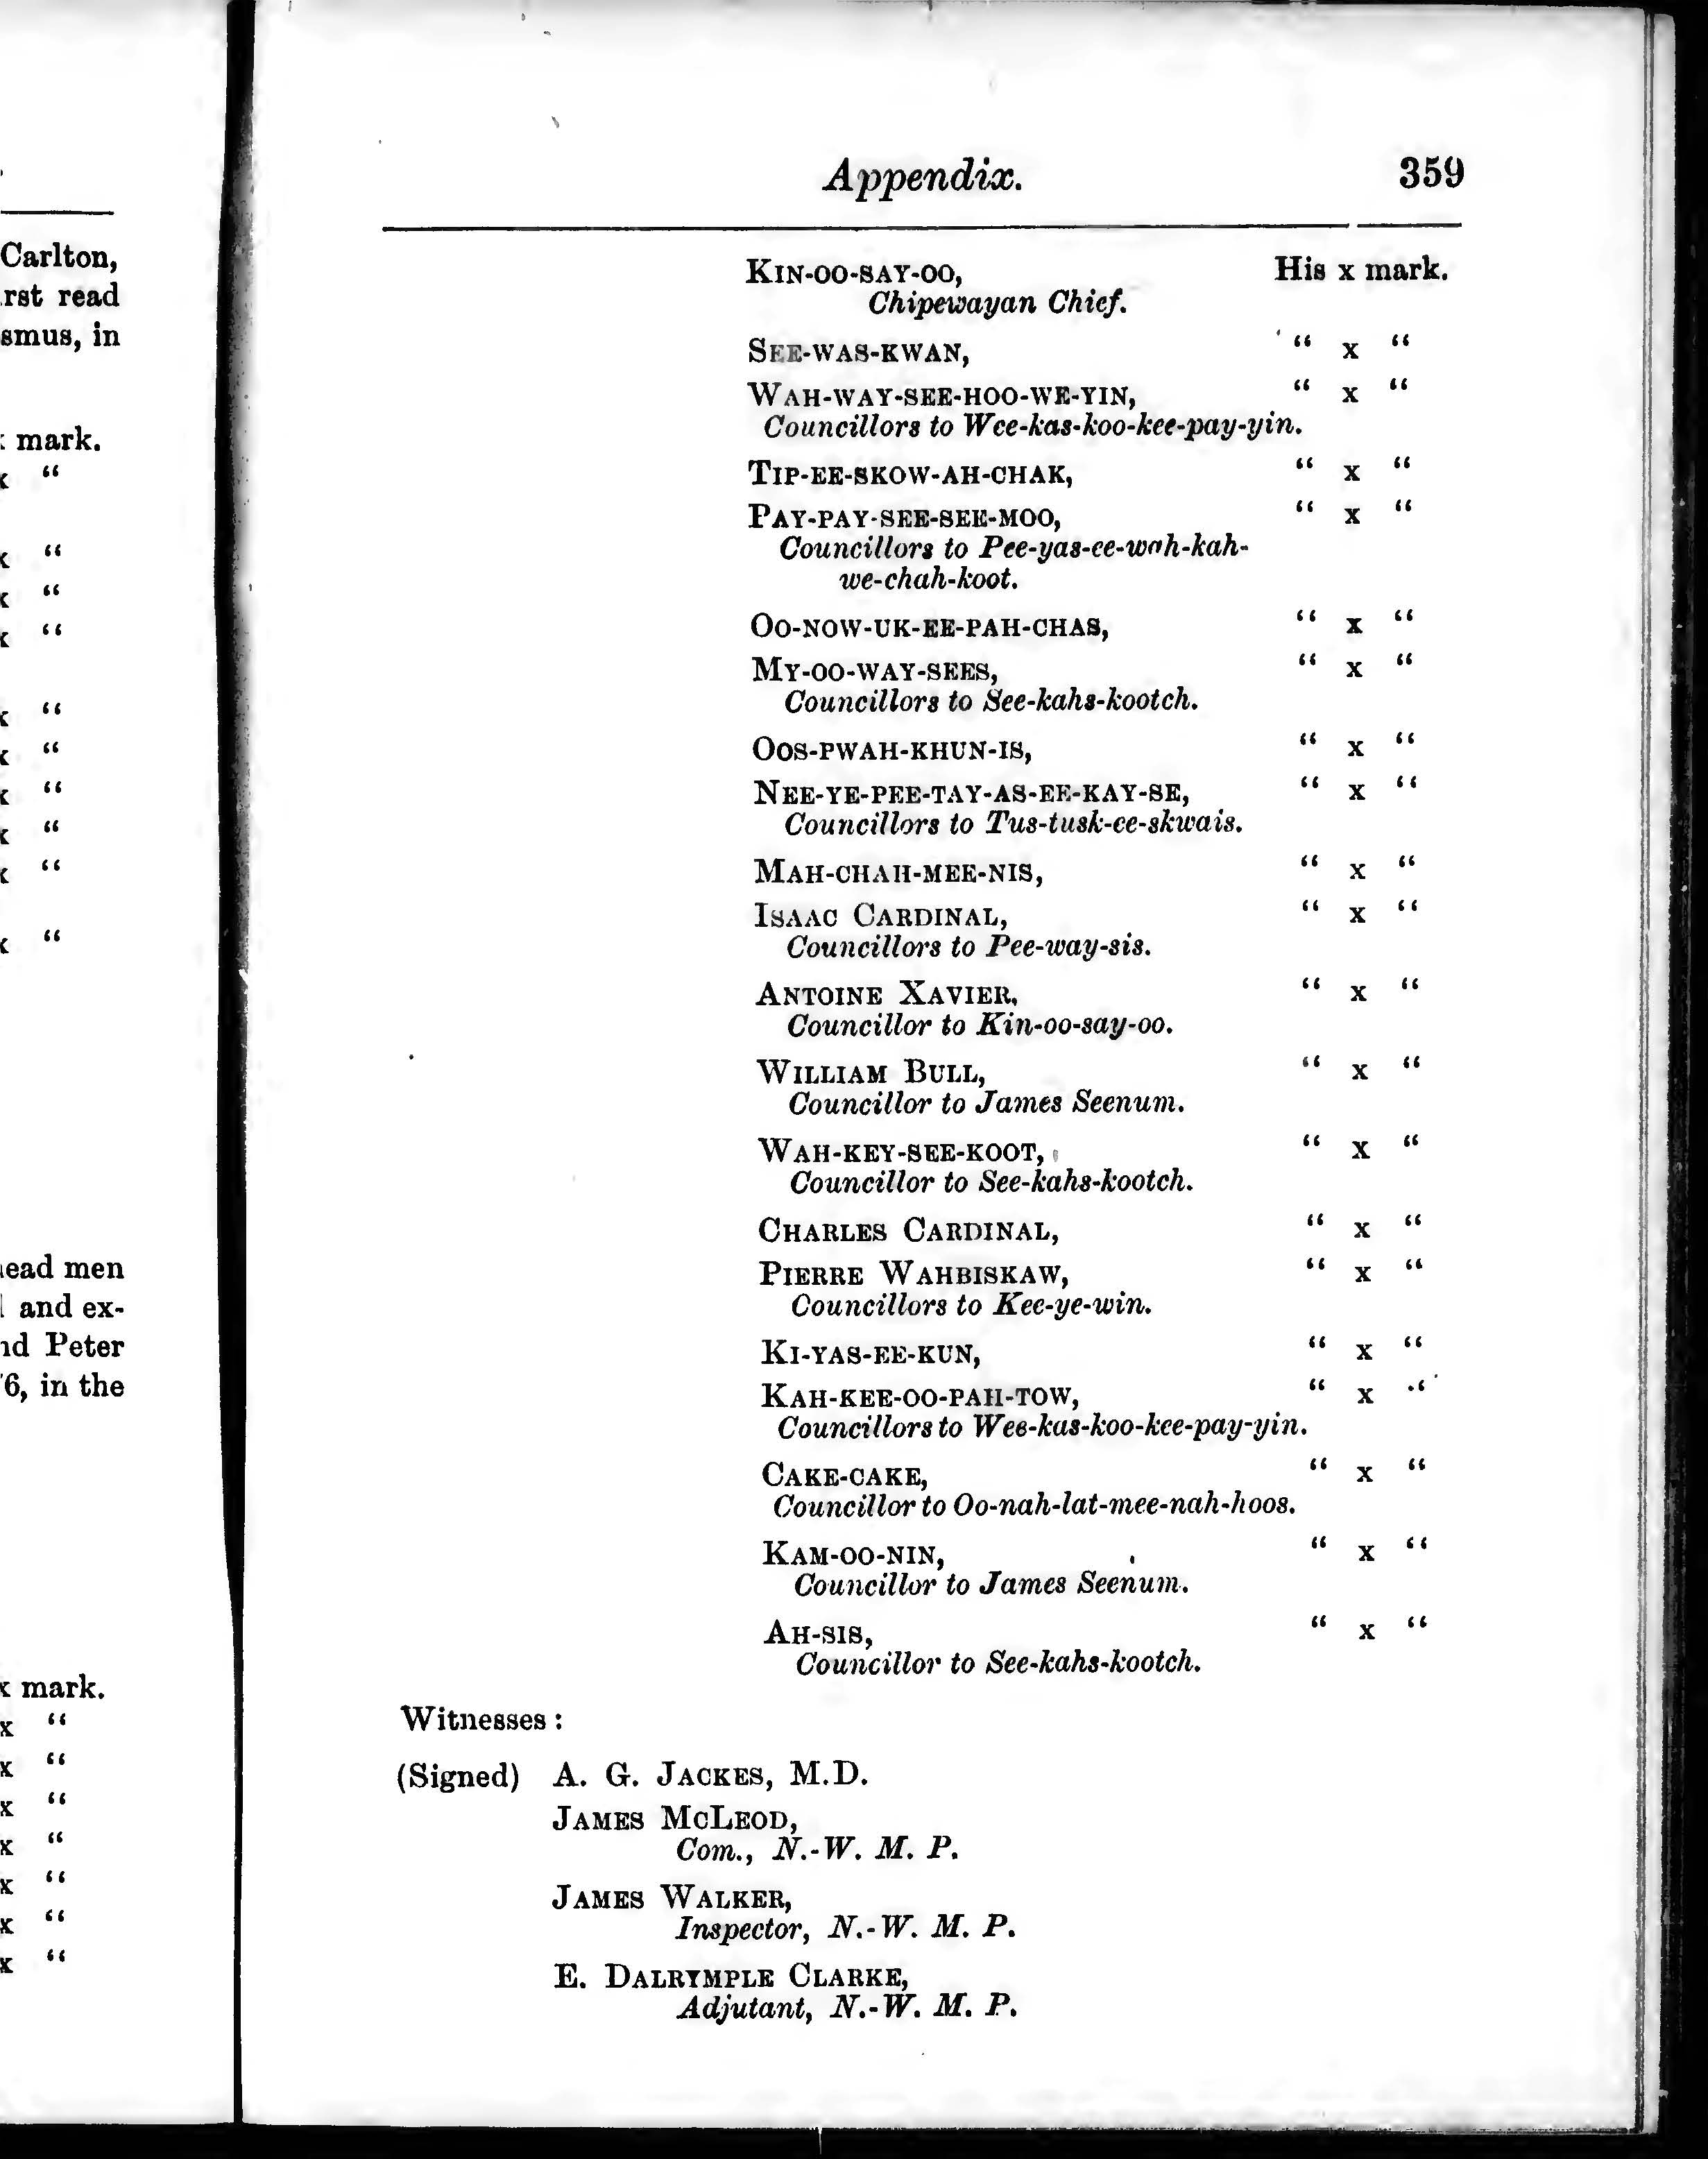 Carlton,
rst read
smus, in
mark.
x "
x "
x "
x "
x "
x "
x "
x "
x "
x "
ead men
and ex-
nd Peter
6, in the
x mark.
x "
x "
x "
x "
x "
x "
x "
Appendix. 359
KIN-OO-SAY-OO, His x mark.
Chipewayan Chief.
SEE-WAS-KWAN, " x "
WAH-WAY-SEE-HOO-WE-YIN, " x "
Councillors to Wee-kas-koo-kee-pay-yin.
TIP-EE-SKOW-AH-CHAK, " x "
PAY-PAY-SEE-SEE-MOO, " x "
Councillors to Pee-yas-ee-wah-kah-
we-chah-koot.
OO-NOW-UK-EE-PAH-CHAS, " x "
MY-OO-WAY-SEES, " x "
Councillors to See-kahs-kootch.
OOS-PWAH-KHUN-IS, " x "
NEE-YE-PEE-TAY-AS-EE-KAY-SE, " x "
Councillors to Tus-tusk-ee-skwais.
MAH-CHAH-MEE-NIS, " x "
ISAAC CARDINAL, " x "
Councillors to Pee-way-sis.
ANTOINE XAVIER, " x "
Councillor to Kin-oo-say-oo.
WILLIAM BULL, " x "
Councillor to James Seenum.
WAH-KEY-SEE-KOOT, " x "
Councillor to See-kahs-kootch.
CHARLES CARDINAL, " x "
PIERRE WAHBISKAW, " x "
Councillors to Kee-ye-win.
KI-YAS-EE-KUN, " x "
KAH-KEE-OO-PAH-TOW, " x "
Councillors to Wee-kas-koo-kee-pay-yin.
CAKE-CAKE, " x "
Councillor to Oo-nah-lat-mee-nah-hoos.
KAM-OO-NIN, " x "
Councillor to James Seenum.
AH-SIS, " x "
Councillor to See-kahs-kootch.
Witnesses :
(Signed) A. G. JACKES, M.D.
JAMES MCLEOD,
Com., N.-W. M. P.
JAMES WALKER,
Inspector, N.-W. M. P.
E. DALRYMPLE CLARKE,
Adjutant, N.-W. M. P.